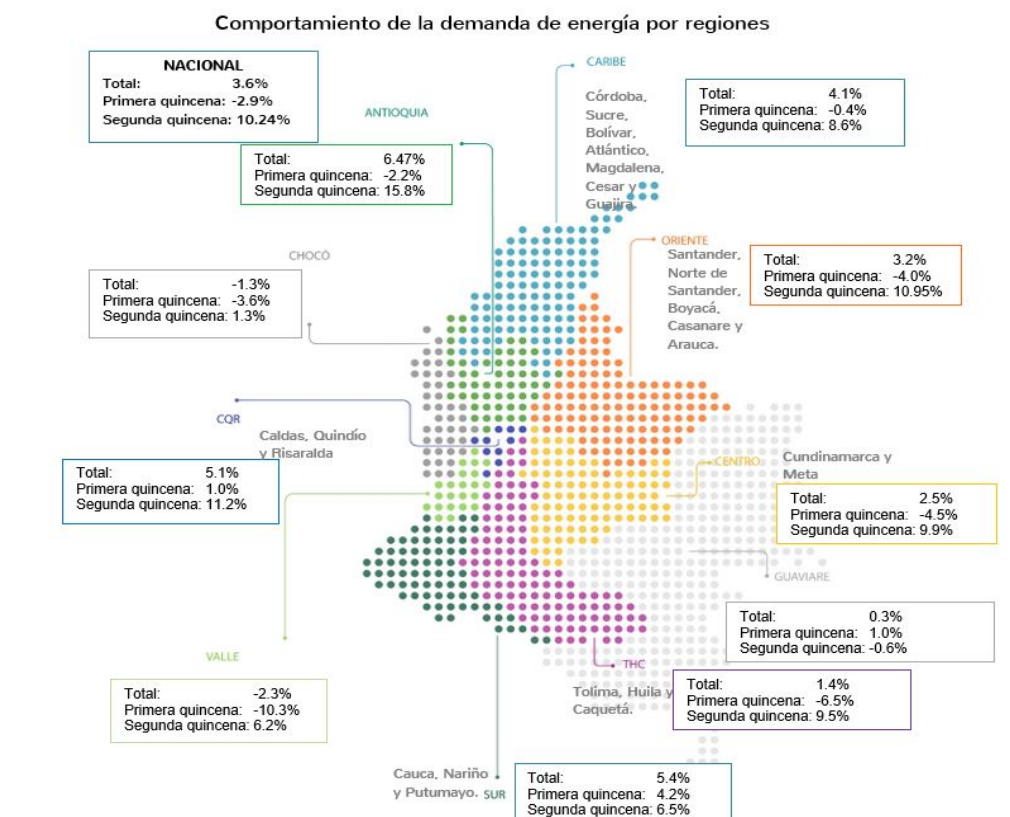 Comportamiento de la demanda de energía por regiones
NACIONAL
Total: 3.6%
Primera quincena: -2.9%
Segunda quincena: 10.24%
ANTIOQUIA
Total: 6.47%
Primera quincena: -2.2%
Segunda quincena: 15.8%
CARIBE
Córdoba,
Sucre,
Bolívar,
Atlántico,
Magdalena,
Cesar y
Guajira.
Total: 4.1%
Primera quincena: -0.4%
Segunda quincena: 8.6%
CHOCÓ
Total: -1.3%
Primera quincena: -3.6%
Segunda quincena: 1.3%
ORIENTE
Santander,
Norte de
Santander,
Boyacá,
Casanare y
Arauca.
Total: 3.2%
Primera quincena: -4.0%
Segunda quincena: 10.95%
CQR
Caldas, Quindío
y Risaralda
Total: 5.1%
Primera quincena: 1.0%
Segunda quincena: 11.2%
CENTRO
Cundinamarca y
Meta
Total: 2.5%
Primera quincena: -4.5%
Segunda quincena: 9.9%
GUAVIARE
Total: 0.3%
Primera quincena: 1.0%
Segunda quincena: -0.6%
VALLE
Total: -2.3%
Primera quincena: -10.3%
Segunda quincena: 6.2%
THC
Tolima, Huila y
Caquetá.
Total: 1.4%
Primera quincena: -6.5%
Segunda quincena: 9.5%
Cauca, Nariño
y Putumayo. SUR
Total: 5.4%
Primera quincena: 4.2%
Segunda quincena: 6.5%